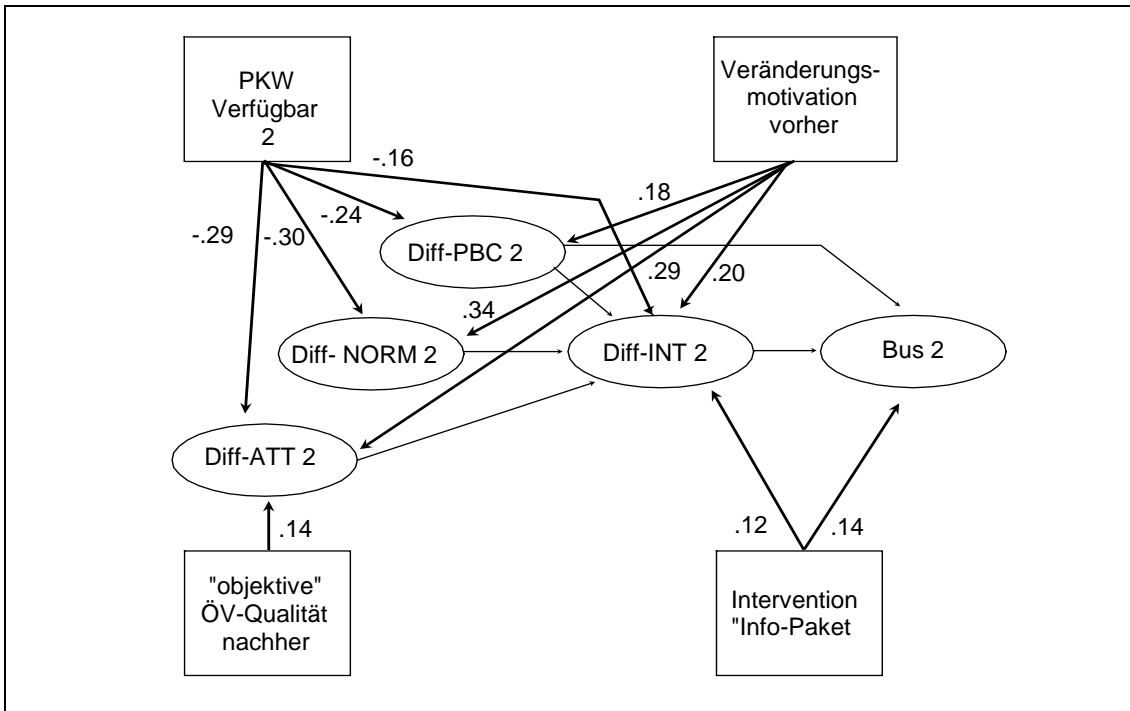 PKW
Verfügbar
2
Veränderungs-
motivation
vorher
-.16
.18
-.24
-.29
-.30
Diff-PBC 2
.29
.20
.34
Diff- NORM 2
Diff-INT 2
Bus 2
Diff-ATT 2
.14
.12
.14
"objektive"
ÖV-Qualität
nachher
Intervention
"Info-Paket